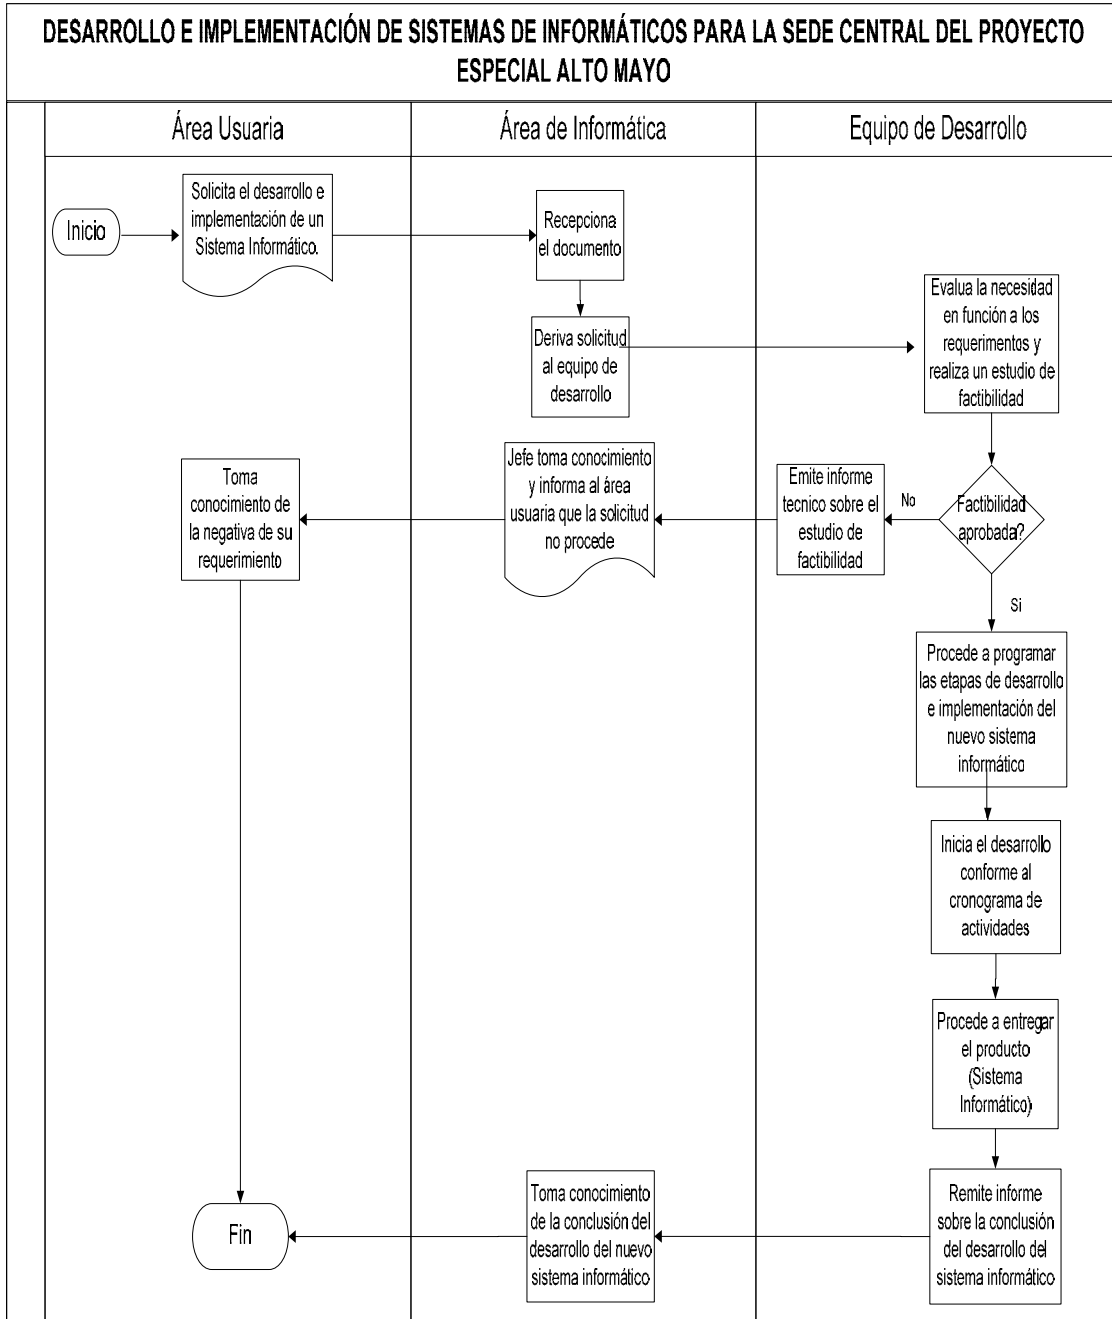 DESARROLLO E IMPLEMENTACIÓN DE SISTEMAS DE INFORMÁTICOS PARA LA SEDE CENTRAL DEL PROYECTO
ESPECIAL ALTO MAYO
Área Usuaria
Área de Informática
Equipo de Desarrollo
Inicio
Solicita el desarrollo e
implementación de un
Sistema Informático.
Recepciona
el documento
Deriva solicitud
al equipo de
desarrollo
Evalua la necesidad
en función a los
requerimentos y
realiza un estudio de
factibilidad
Factibilidad
aprobada?
No
Emite informe
tecnico sobre el
estudio de
factibilidad
Jefe toma conocimiento
y informa al área
usuaria que la solicitud
no procede
Toma
conocimiento de
la negativa de su
requerimiento
Si
Procede a programar
las etapas de desarrollo
e implementación del
nuevo sistema
informático
Inicia el desarrollo
conforme al
cronograma de
actividades
Procede a entregar
el producto
(Sistema
Informático)
Remite informe
sobre la conclusión
del desarrollo del
sistema informático
Toma conocimiento
de la conclusión del
desarrollo del nuevo
sistema informático
Fin